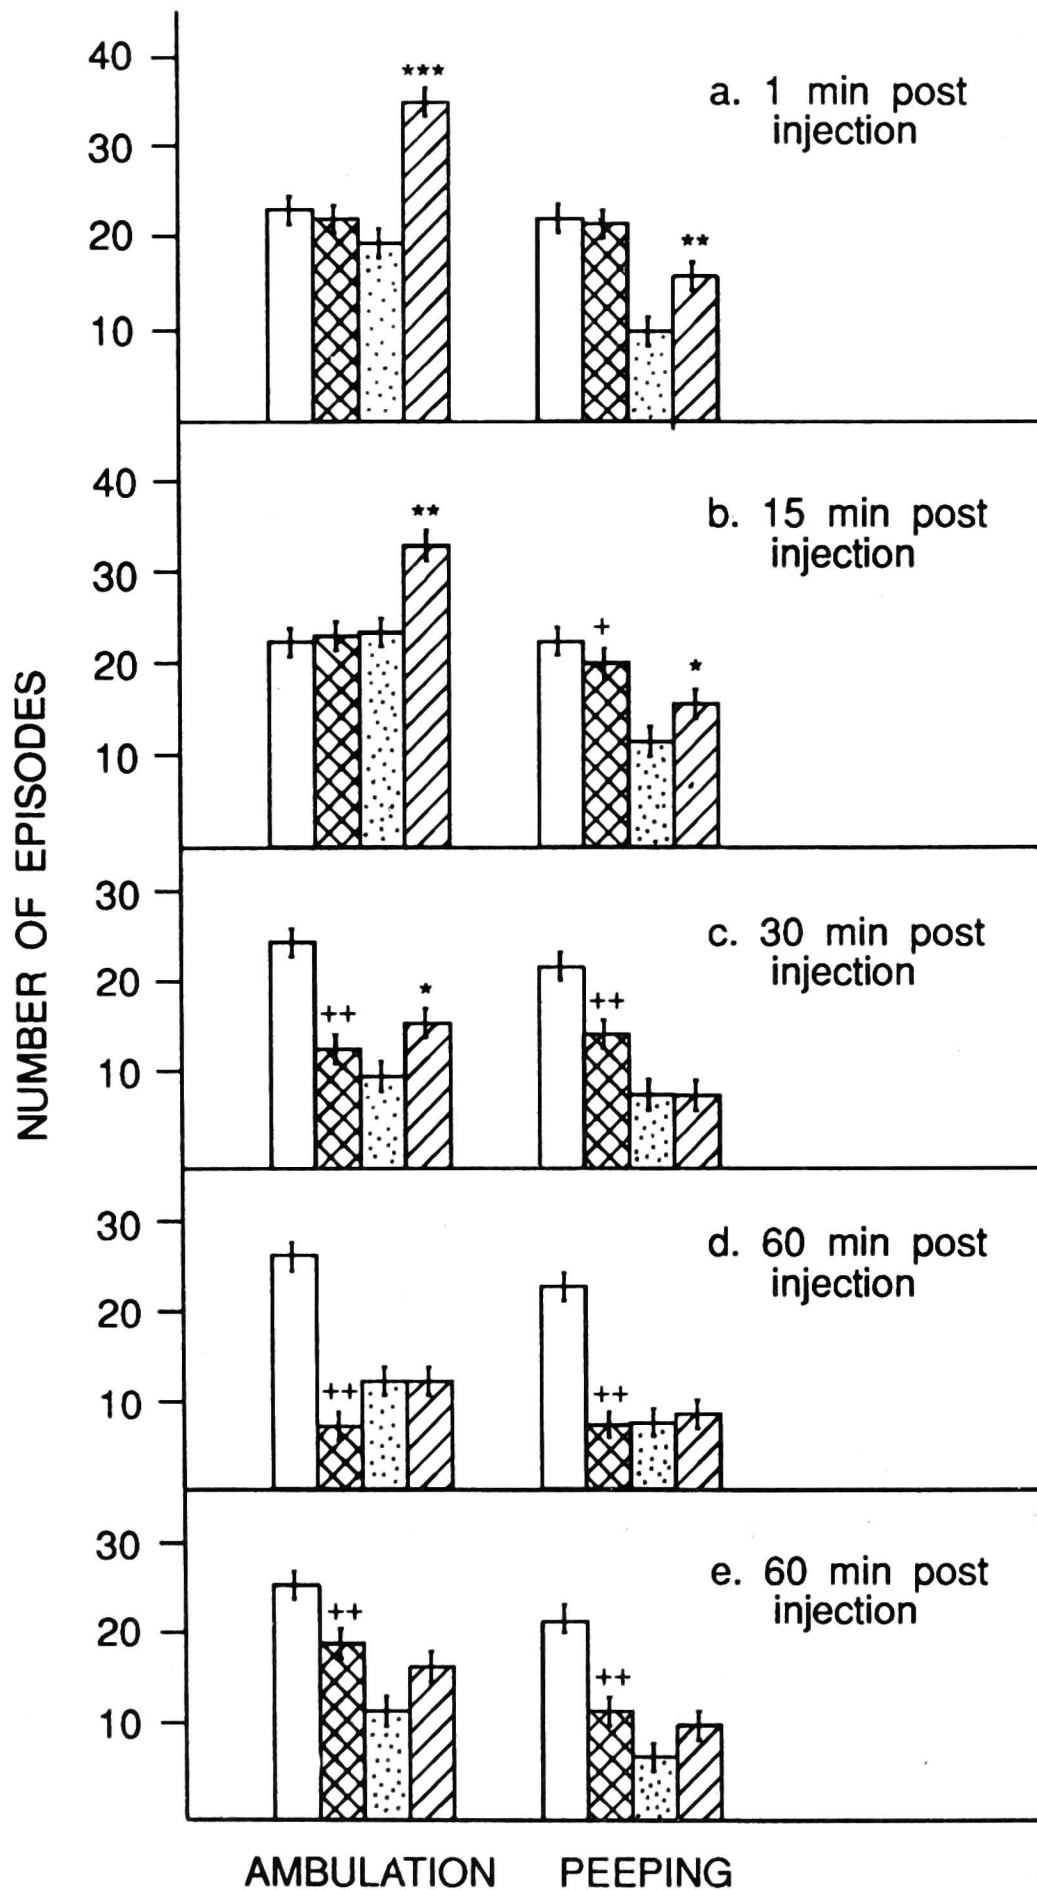 NUMBER OF EPISODES
40
30
20
10
***
**
a. 1 min post
injection
40
30
20
10
**
+
*
b. 15 min post
injection
30
20
10
++
*
++
c. 30 min post
injection
30
20
10
++
++
d. 60 min post
injection
30
20
10
++
++
e. 60 min post
injection
AMBULATION PEEPING